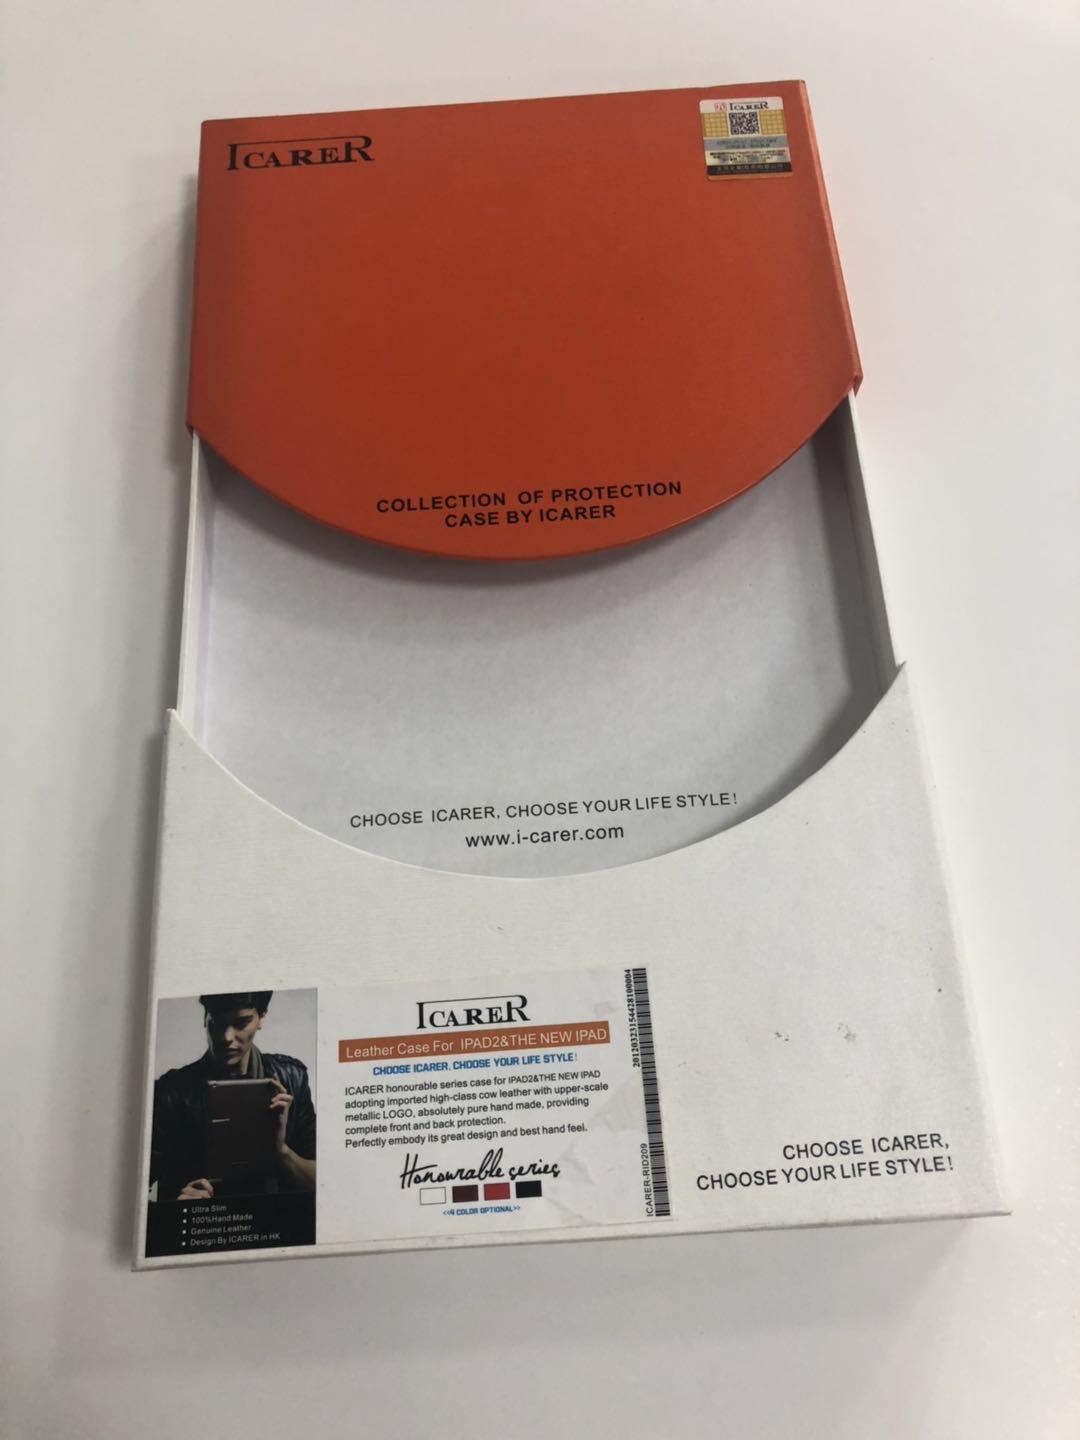 ICARER
ICARER
COLLECTION OF PROTECTION
CASE BY ICARER
CHOOSE ICARER, CHOOSE YOUR LIFE STYLE!
www.i-carer.com
ICARER
Leather Case For IPAD2&THE NEW IPAD
CHOOSE ICARER, CHOOSE YOUR LIFE STYLE!
ICARER honourable series case for IPAD2&THE NEW IPAD
adopting imported high-class cow leather with upper-scale
metallic LOGO, absolutely pure hand made, providing
complete front and back protection.
Perfectly embody its great design and best hand feel.
Honourable series
<<4 COLOR OPTIONAL>>
Ultra Slim
100%Hand Made
Genuine Leather
Design By ICARER in HK
ICARER-RID209
CHOOSE ICARER,
CHOOSE YOUR LIFE STYLE!